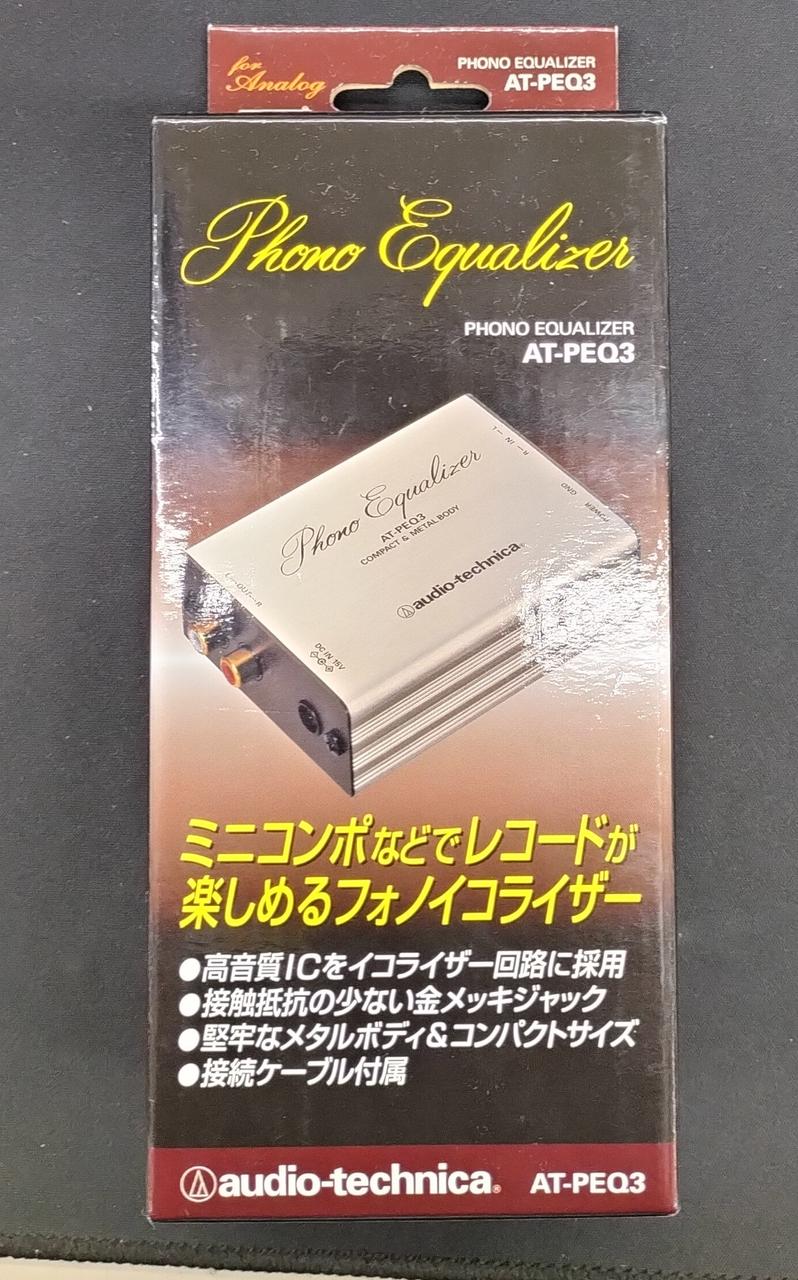 for
Analog
PHONO EQUALIZER
AT-PEQ3
Phono Equalizer
PHONO EQUALIZER
AT-PEQ3
L — IN — R
GND
POWER
Phono Equalizer
AT-PEQ3
COMPACT & METAL BODY
audio-technica
L—OUT—R
DC IN 15V
ミニコンポなどでレコードが
楽しめるフォノイコライザー
●高音質ICをイコライザー回路に採用
●接触抵抗の少ない金メッキジャック
●堅牢なメタルボディ&コンパクトサイズ
●接続ケーブル付属
audio-technica® AT-PEQ3